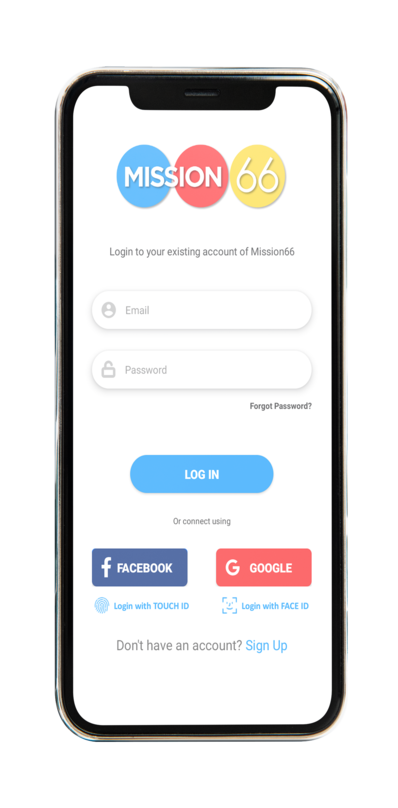 MISSION 66
Login to your existing account of Mission66
Email
Password
Forgot Password?
LOG IN
Or connect using
FACEBOOK GOOGLE
Login with TOUCH ID Login with FACE ID
Don't have an account? Sign Up